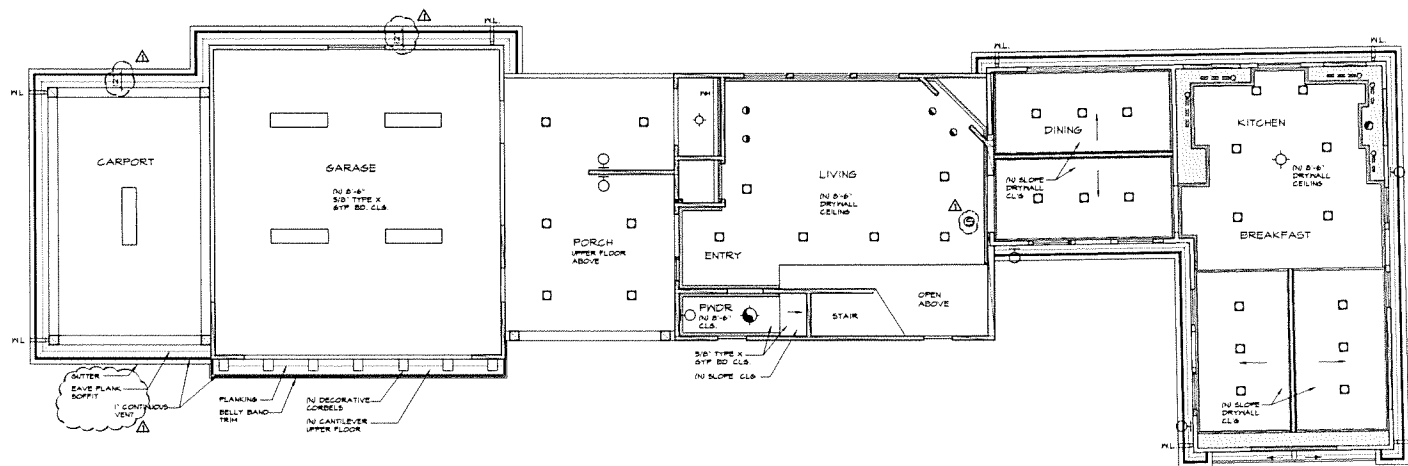 W.L.
W.L.
W.L.
W.L.
WH
CARPORT
GARAGE
(N) 8'-6"
5/8" TYPE X
GYP BD. CLG.
PORCH
UPPER FLOOR
ABOVE
LIVING
(N) 8'-6"
DRYWALL
CEILING
ENTRY
PWDR
(N) 8'-6"
CLG.
STAIR
OPEN
ABOVE
DINING
(N) SLOPE
DRYWALL
CL'G
KITCHEN
(N) 8'-6"
DRYWALL
CEILING
BREAKFAST
(N) SLOPE
DRYWALL
CL'G
W.L.
W.L.
W.L.
GUTTER
EAVE PLANK
SOFFIT
1" CONTINUOUS
VENT
PLANKING
BELLY BAND
TRIM
(N) DECORATIVE
CORBELS
(N) CANTILEVER
UPPER FLOOR
5/8" TYPE X
GYP BD CLG
(N) SLOPE CLG